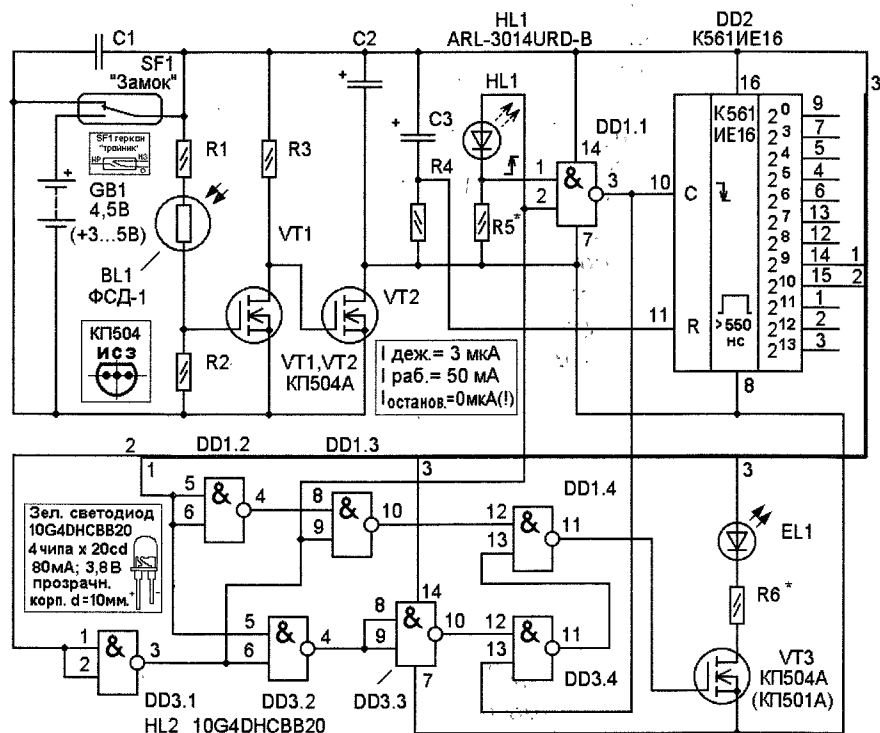 HL1
DD2
C1
C2
ARL-3014URD-B
К561ИЕ16
SF1
"Замок"
HL1
3
16
+
C3
+
DD1.1
К561
ИЕ16
2⁰
9
SF1 геркон
"тройник"
НР
НЗ
R1
R3
R4
14
1
&
2
3
10
C
2³
7
2⁴
5
2⁵
4
2⁶
6
2⁷
13
2⁸
12
2⁹
14
1
2¹⁰
15
2
2¹¹
1
2¹²
2
2¹³
3
+
GB1
4,5В
(+3...5В)
VT1
R5*
7
BL1
ФСД-1
VT2
11
R
>550
нс
КП504
И С З
R2
VT1,VT2
КП504А
I деж.= 3 мкА
I раб.= 50 мА
I останов.=0мкА(!)
8
2
1
DD1.2
DD1.3
3
3
5
6
&
4
8
9
&
10
DD1.4
12
13
&
11
EL1
Зел. светодиод
10G4DHCBB20
4 чипа x 20cd
80мА; 3,8В
прозрачн.
корп. d=10мм.
+
-
R6*
14
5
6
&
4
8
9
&
10
7
12
13
&
11
1
2
&
3
VT3
КП504А
(КП501А)
DD3.1
DD3.2
DD3.3
DD3.4
HL2 10G4DHCBB20